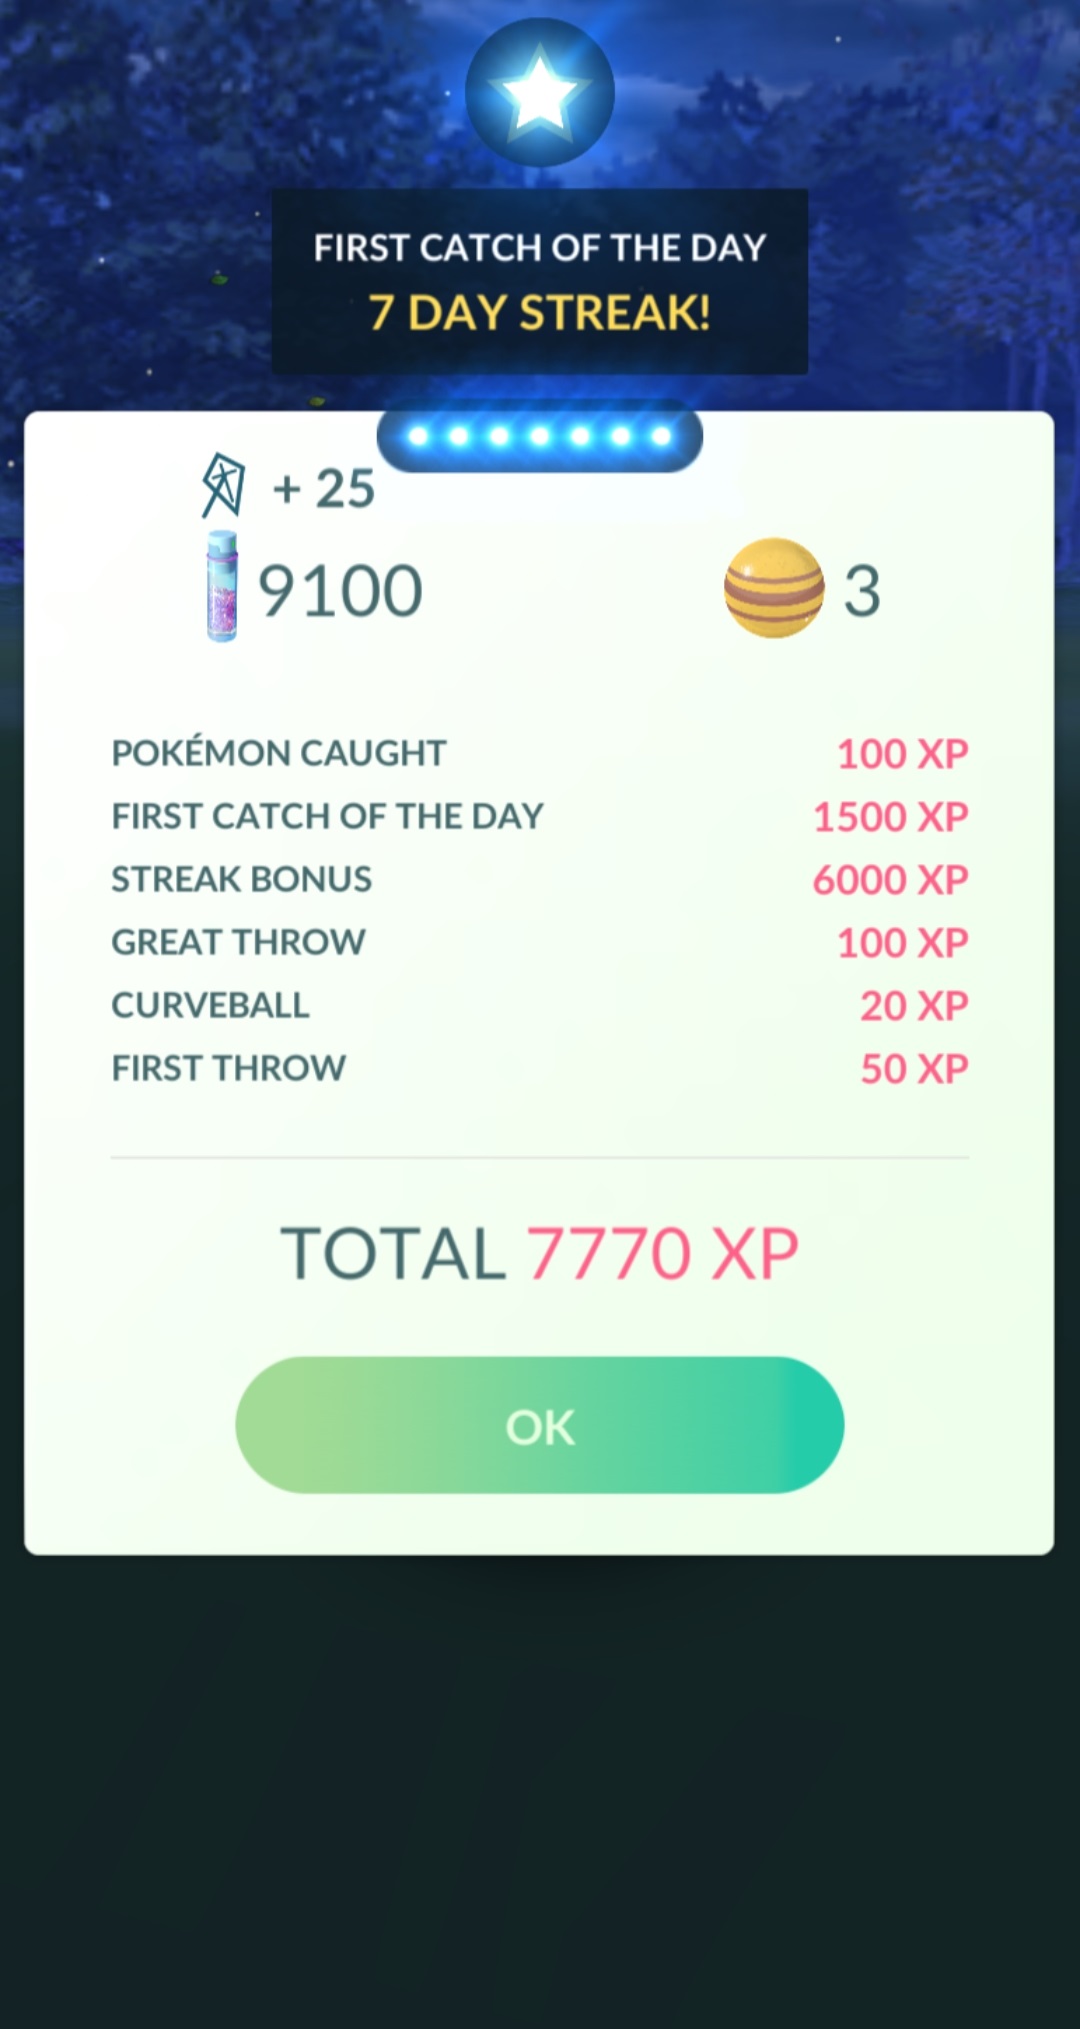 FIRST CATCH OF THE DAY
7 DAY STREAK!
+ 25
9100 3
POKÉMON CAUGHT 100 XP
FIRST CATCH OF THE DAY 1500 XP
STREAK BONUS 6000 XP
GREAT THROW 100 XP
CURVEBALL 20 XP
FIRST THROW 50 XP
TOTAL 7770 XP
OK